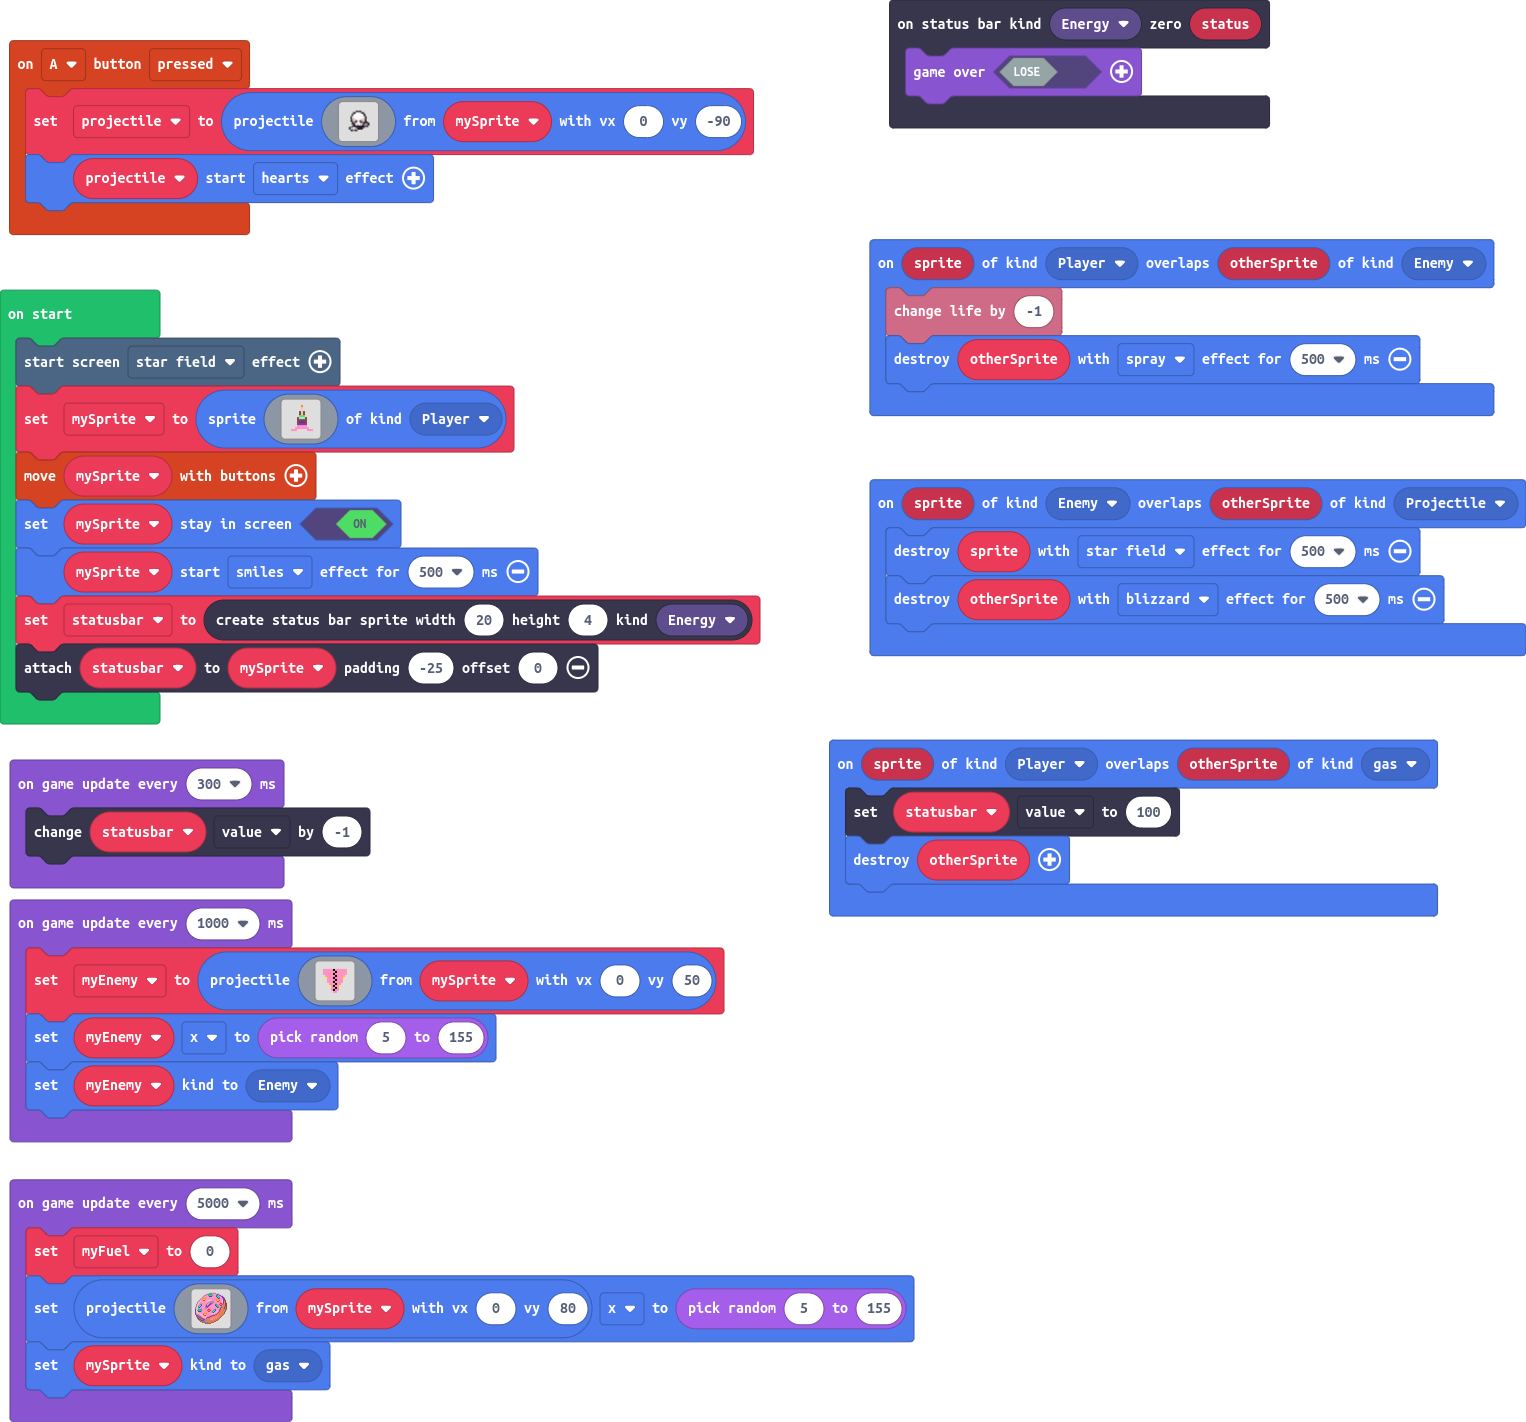 on A button pressed
set projectile to projectile from mySprite with vx 0 vy -90
projectile start hearts effect
on start
start screen star field effect
set mySprite to sprite of kind Player
move mySprite with buttons
set mySprite stay in screen ON
mySprite start smiles effect for 500 ms
set statusbar to create status bar sprite width 20 height 4 kind Energy
attach statusbar to mySprite padding -25 offset 0
on game update every 300 ms
change statusbar value by -1
on game update every 1000 ms
set myEnemy to projectile from mySprite with vx 0 vy 50
set myEnemy x to pick random 5 to 155
set myEnemy kind to Enemy
on game update every 5000 ms
set myFuel to 0
set projectile from mySprite with vx 0 vy 80 x to pick random 5 to 155
set mySprite kind to gas
on status bar kind Energy zero status
game over LOSE
on sprite of kind Player overlaps otherSprite of kind Enemy
change life by -1
destroy otherSprite with spray effect for 500 ms
on sprite of kind Enemy overlaps otherSprite of kind Projectile
destroy sprite with star field effect for 500 ms
destroy otherSprite with blizzard effect for 500 ms
on sprite of kind Player overlaps otherSprite of kind gas
set statusbar value to 100
destroy otherSprite